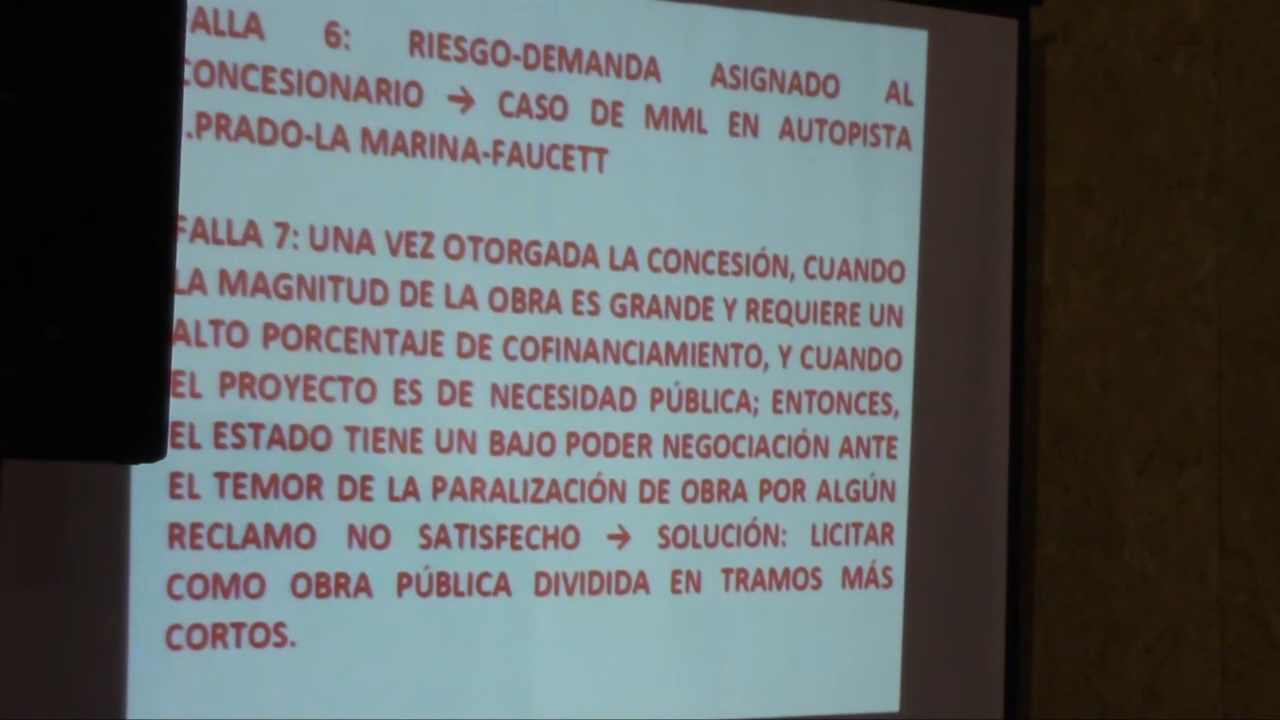 ALLA 6: RIESGO-DEMANDA ASIGNADO AL
CONCESIONARIO → CASO DE MML EN AUTOPISTA
.PRADO-LA MARINA-FAUCETT
FALLA 7: UNA VEZ OTORGADA LA CONCESIÓN, CUANDO
LA MAGNITUD DE LA OBRA ES GRANDE Y REQUIERE UN
ALTO PORCENTAJE DE COFINANCIAMIENTO, Y CUANDO
EL PROYECTO ES DE NECESIDAD PÚBLICA; ENTONCES,
EL ESTADO TIENE UN BAJO PODER NEGOCIACIÓN ANTE
EL TEMOR DE LA PARALIZACIÓN DE OBRA POR ALGÚN
RECLAMO NO SATISFECHO → SOLUCIÓN: LICITAR
COMO OBRA PÚBLICA DIVIDIDA EN TRAMOS MÁS
CORTOS.